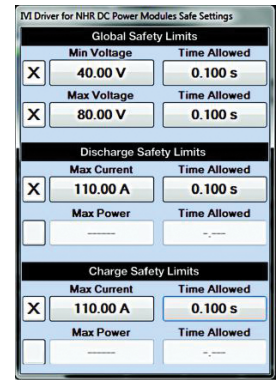 IVI Driver for NHR DC Power Modules Safe Settings
Global Safety Limits
Min Voltage Time Allowed
X 40.00 V 0.100 s
Max Voltage Time Allowed
X 80.00 V 0.100 s
Discharge Safety Limits
Max Current Time Allowed
X 110.00 A 0.100 s
Max Power Time Allowed
------ -.---
Charge Safety Limits
Max Current Time Allowed
X 110.00 A 0.100 s
Max Power Time Allowed
------ -.---